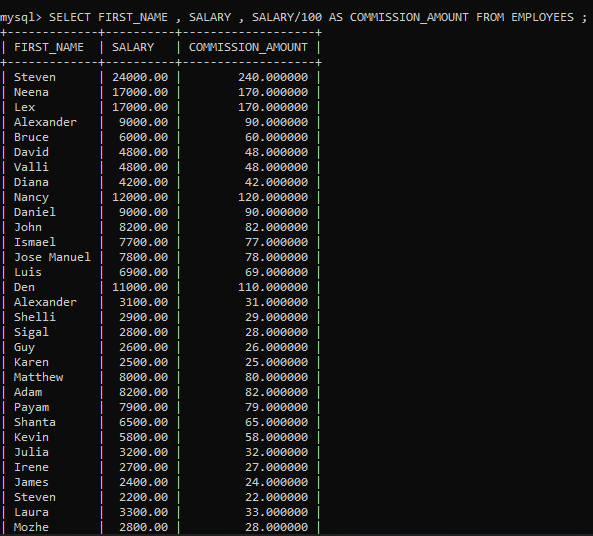 mysql> SELECT FIRST_NAME , SALARY , SALARY/100 AS COMMISSION_AMOUNT FROM EMPLOYEES ;
+-------------+----------+-------------------+
| FIRST_NAME  | SALARY   | COMMISSION_AMOUNT |
+-------------+----------+-------------------+
| Steven      | 24000.00 |        240.000000 |
| Neena       | 17000.00 |        170.000000 |
| Lex         | 17000.00 |        170.000000 |
| Alexander   |  9000.00 |         90.000000 |
| Bruce       |  6000.00 |         60.000000 |
| David       |  4800.00 |         48.000000 |
| Valli       |  4800.00 |         48.000000 |
| Diana       |  4200.00 |         42.000000 |
| Nancy       | 12000.00 |        120.000000 |
| Daniel      |  9000.00 |         90.000000 |
| John        |  8200.00 |         82.000000 |
| Ismael      |  7700.00 |         77.000000 |
| Jose Manuel |  7800.00 |         78.000000 |
| Luis        |  6900.00 |         69.000000 |
| Den         | 11000.00 |        110.000000 |
| Alexander   |  3100.00 |         31.000000 |
| Shelli      |  2900.00 |         29.000000 |
| Sigal       |  2800.00 |         28.000000 |
| Guy         |  2600.00 |         26.000000 |
| Karen       |  2500.00 |         25.000000 |
| Matthew     |  8000.00 |         80.000000 |
| Adam        |  8200.00 |         82.000000 |
| Payam       |  7900.00 |         79.000000 |
| Shanta      |  6500.00 |         65.000000 |
| Kevin       |  5800.00 |         58.000000 |
| Julia       |  3200.00 |         32.000000 |
| Irene       |  2700.00 |         27.000000 |
| James       |  2400.00 |         24.000000 |
| Steven      |  2200.00 |         22.000000 |
| Laura       |  3300.00 |         33.000000 |
| Mozhe       |  2800.00 |         28.000000 |